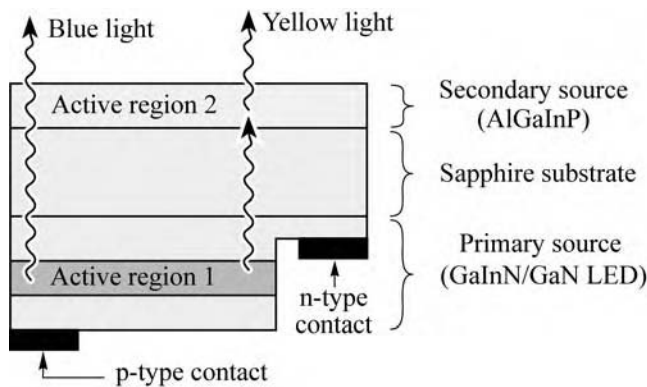 Blue light
Yellow light
Active region 2
Secondary source
(AlGaInP)
Sapphire substrate
Active region 1
Primary source
(GaInN/GaN LED)
n-type
contact
p-type contact